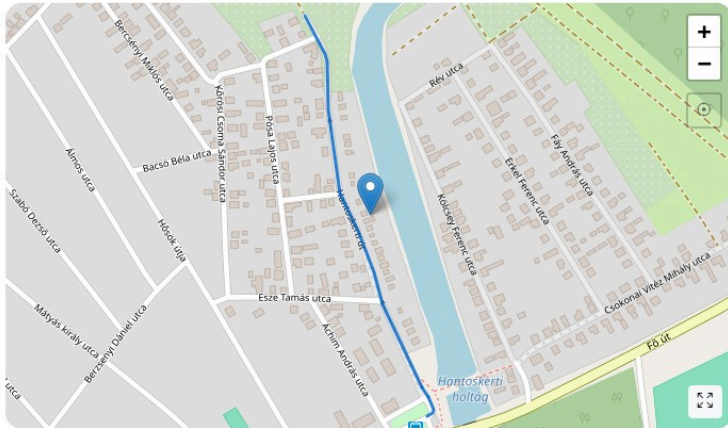 Bercsényi Miklós utca
Kőrösi Csoma Sándor utca
Pósa Lajos utca
Bacsó Béla utca
Álmos utca
Szabó Dezső utca
Hősök útja
Mátyás király utca
Berzsenyi Dániel utca
Esze Tamás utca
Áchim András utca
Hantoskerti út
Rév utca
Kölcsey Ferenc utca
Erkel Ferenc utca
Fáy András utca
Csokonai Vitéz Mihály utca
Fő út
Hantoskerti
holtág
+
−